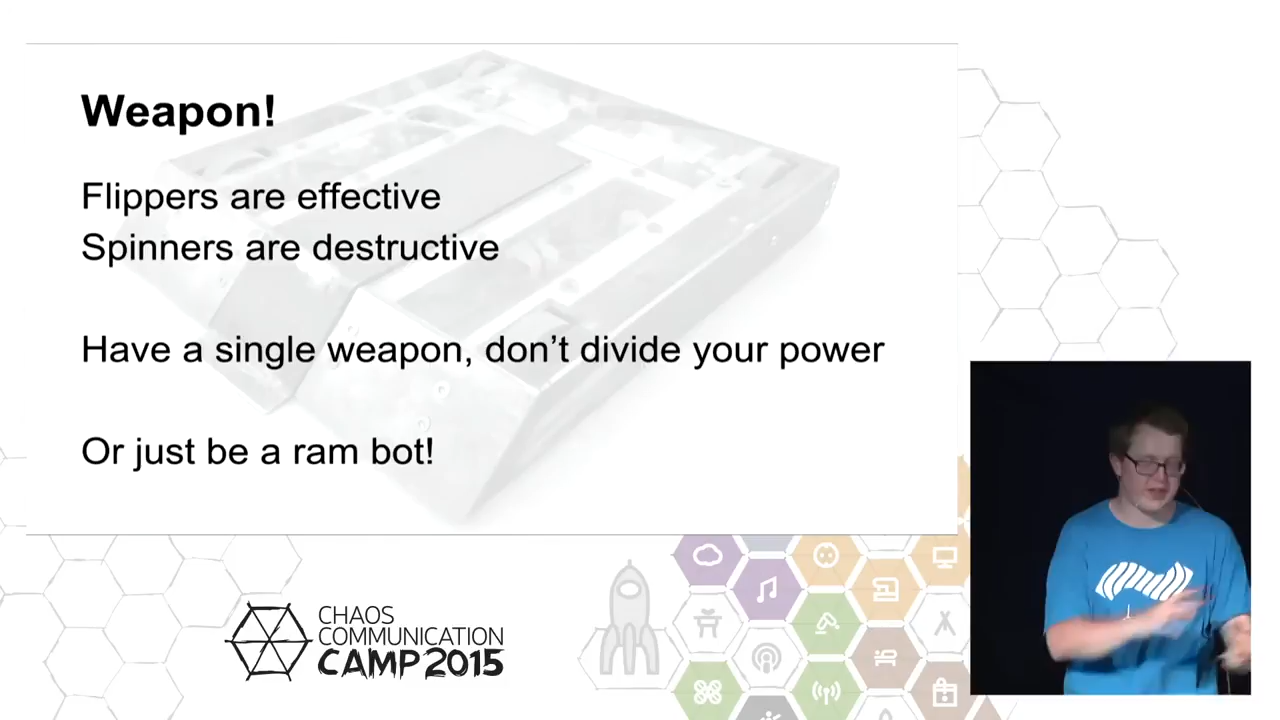 Weapon!
Flippers are effective
Spinners are destructive
Have a single weapon, don't divide your power
Or just be a ram bot!
CHAOS
COMMUNICATION
CAMP 2015